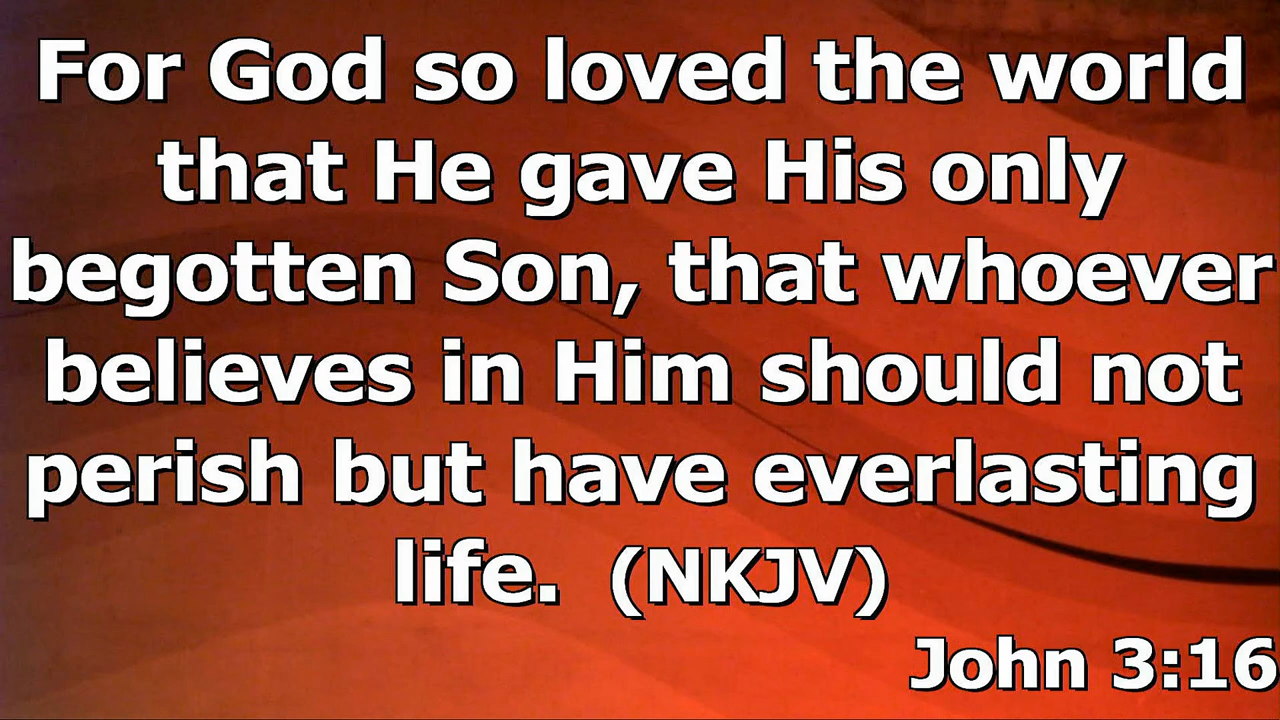 For God so loved the world
that He gave His only
begotten Son, that whoever
believes in Him should not
perish but have everlasting
life.  (NKJV)
John 3:16